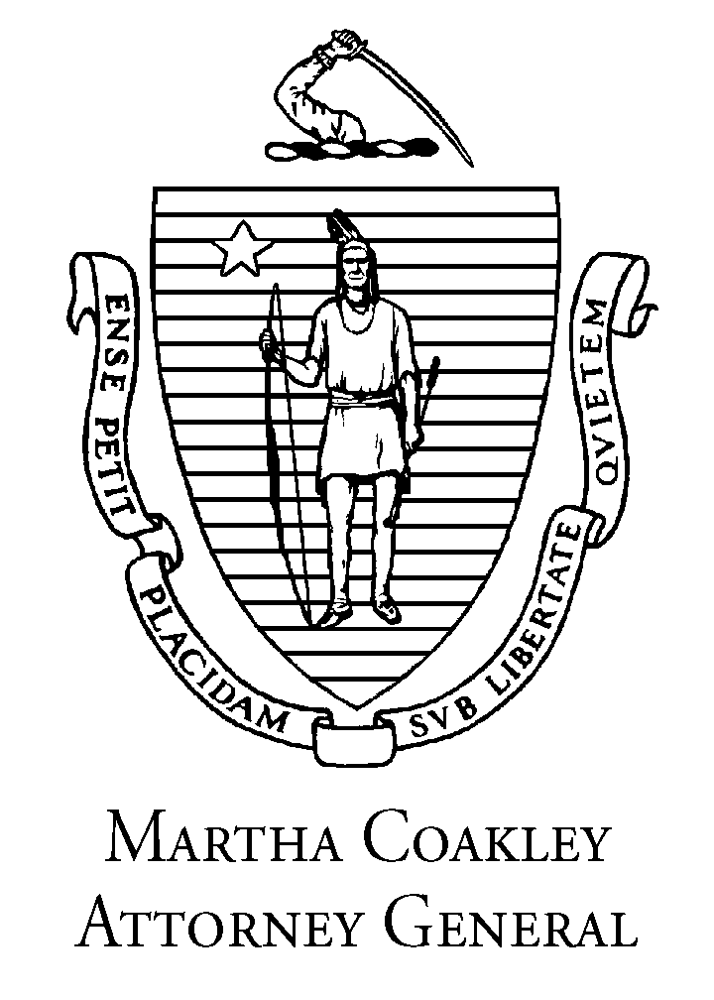 ENSE PETIT
PLACIDAM
SVB LIBERTATE
QVIETEM
MARTHA COAKLEY
ATTORNEY GENERAL